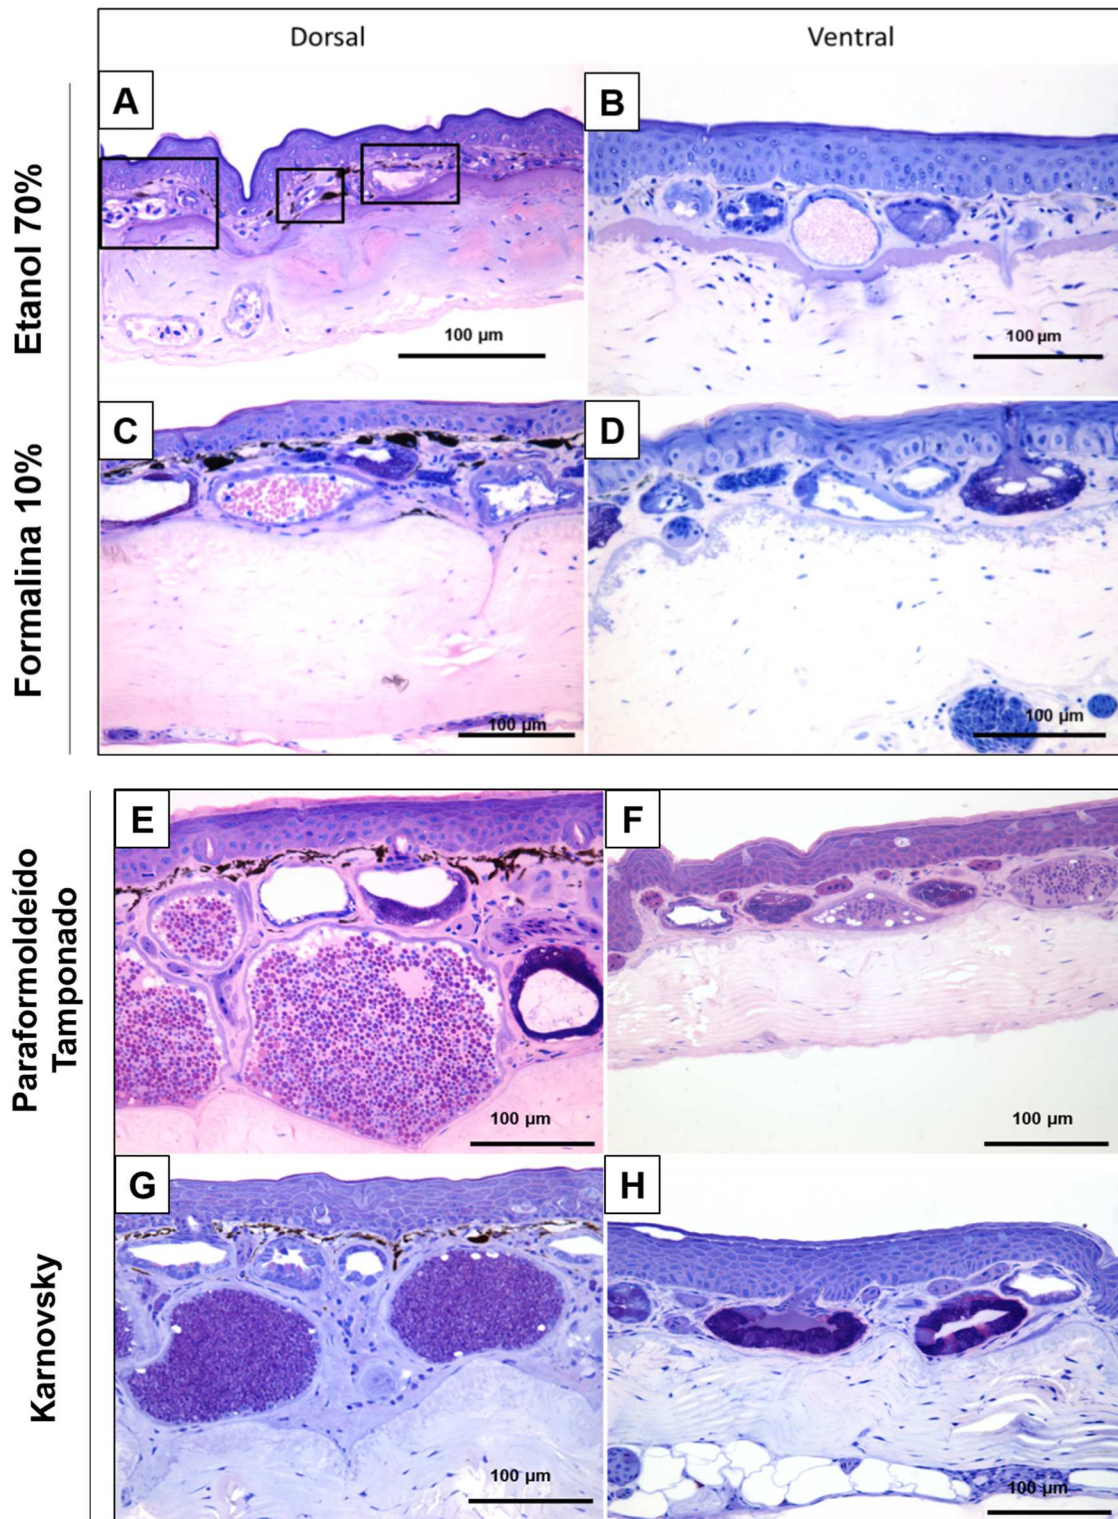 Dorsal
Ventral
Etanol 70%
A
100 µm
B
100 µm
Formalina 10%
C
100 µm
D
100 µm
Paraformoldeído
Tamponado
E
100 µm
F
100 µm
Karnovsky
G
100 µm
H
100 µm